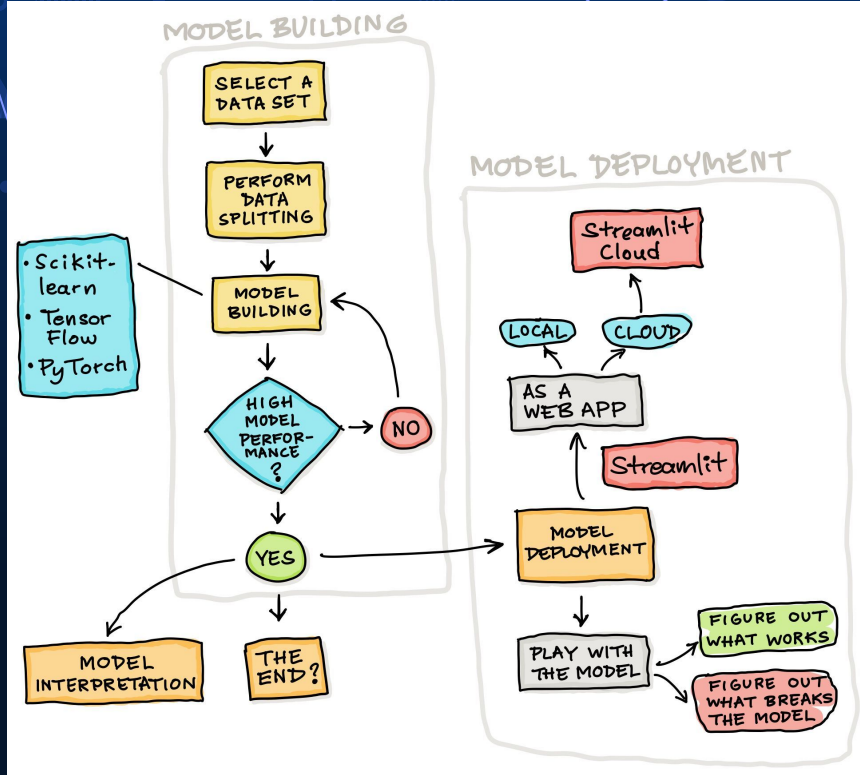 MODEL BUILDING
SELECT A
DATA SET
PERFORM
DATA
SPLITTING
• Scikit-
learn
• Tensor
Flow
• PyTorch
MODEL
BUILDING
HIGH
MODEL
PERFOR-
MANCE
?
NO
YES
MODEL
INTERPRETATION
THE
END?
MODEL DEPLOYMENT
Streamlit
Cloud
LOCAL
CLOUD
AS A
WEB APP
Streamlit
MODEL
DEPLOYMENT
PLAY WITH
THE MODEL
FIGURE OUT
WHAT WORKS
FIGURE OUT
WHAT BREAKS
THE MODEL